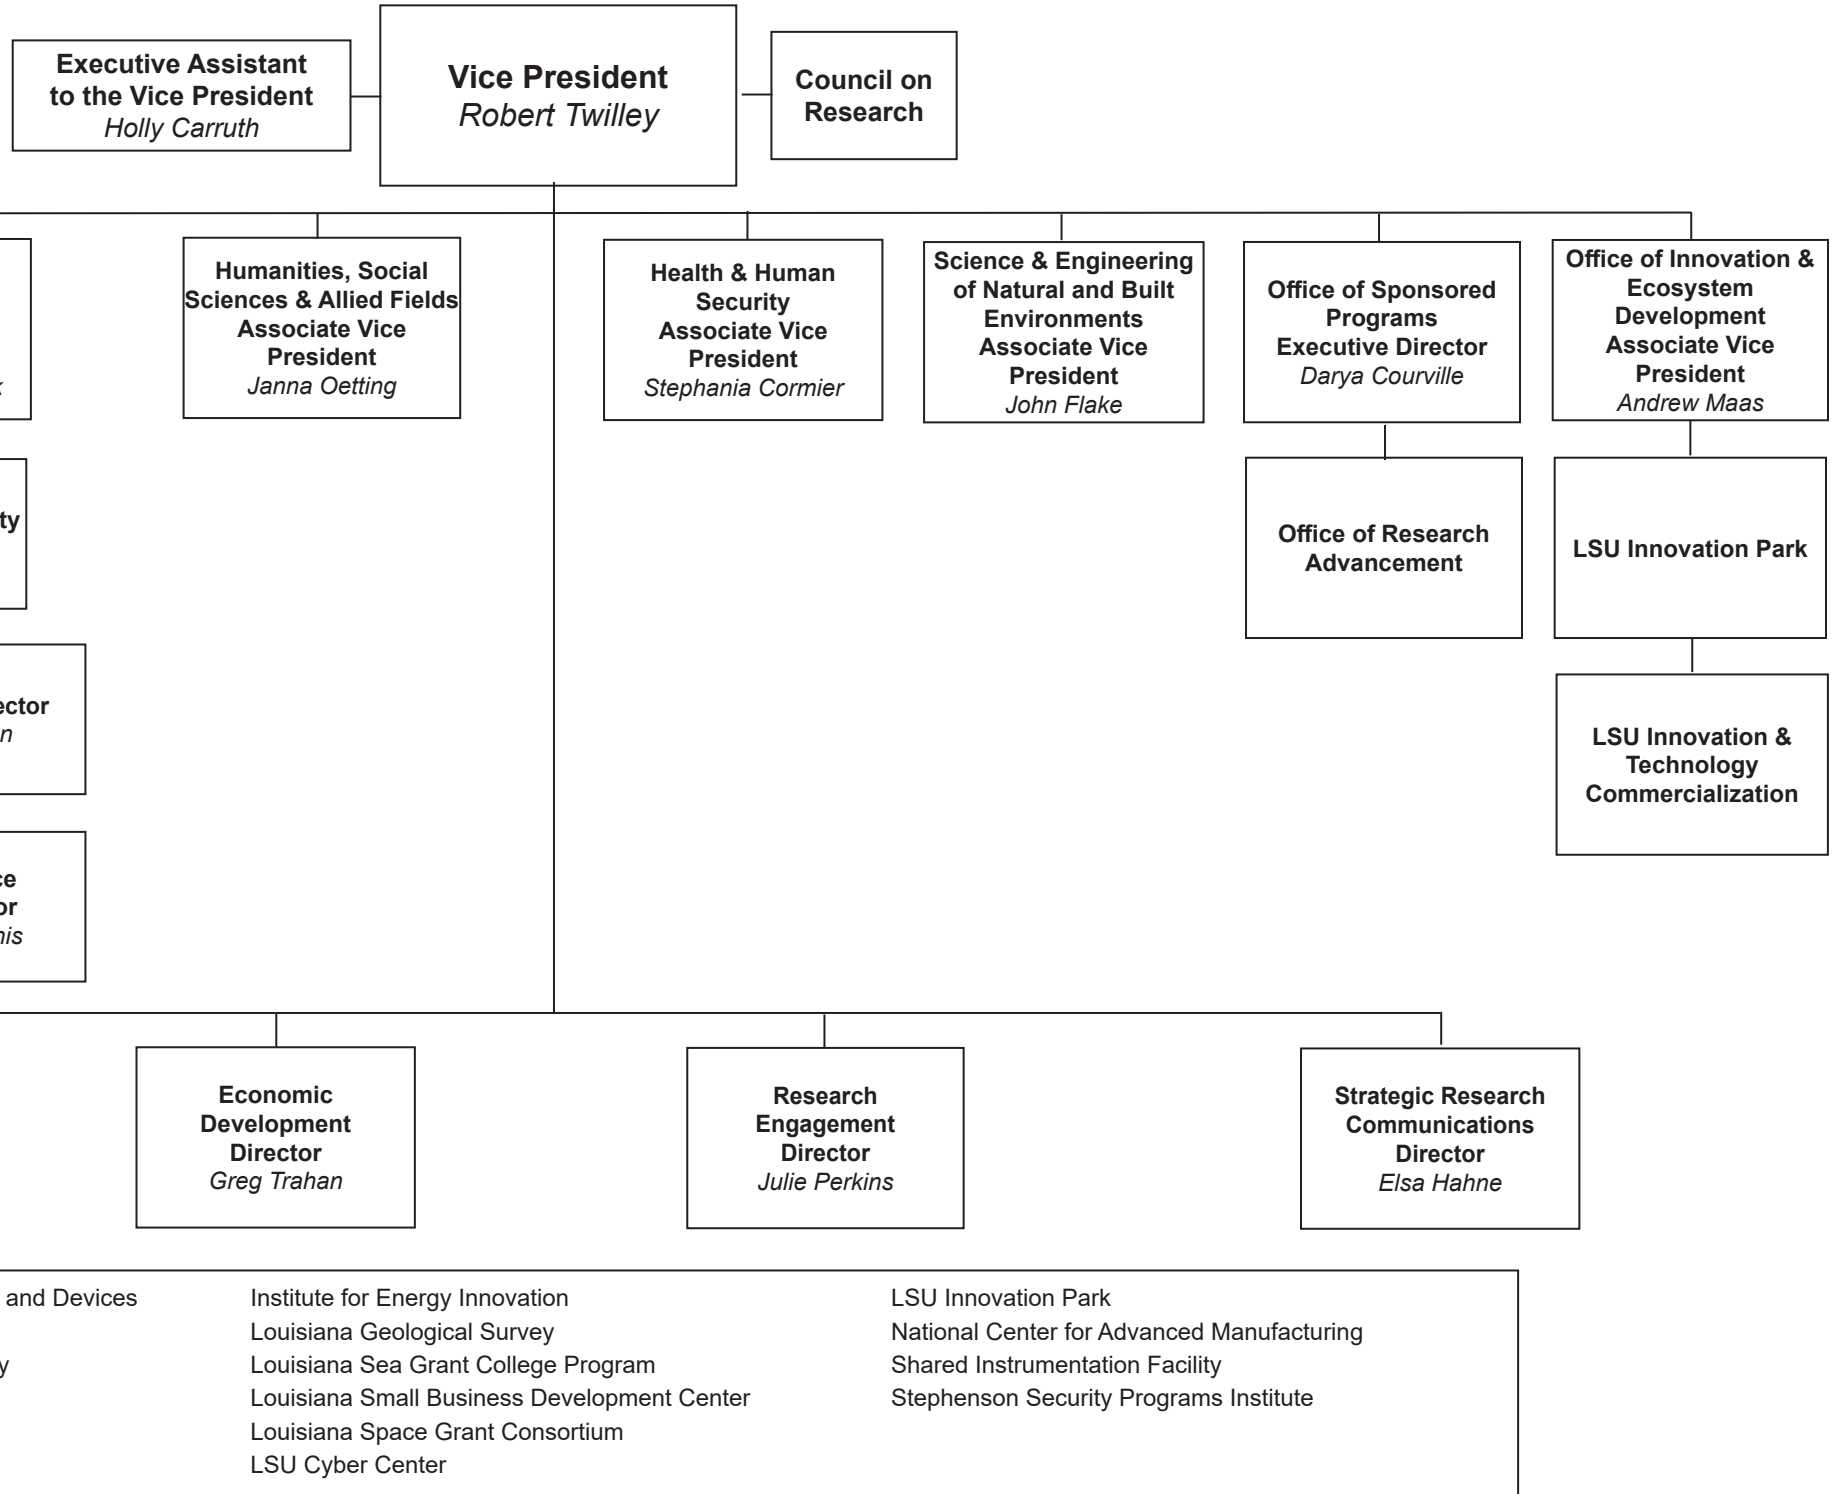 Executive Assistant
to the Vice President
Holly Carruth
Vice President
Robert Twilley
Council on
Research
Humanities, Social
Sciences & Allied Fields
Associate Vice
President
Janna Oetting
Health & Human
Security
Associate Vice
President
Stephania Cormier
Science & Engineering
of Natural and Built
Environments
Associate Vice
President
John Flake
Office of Sponsored
Programs
Executive Director
Darya Courville
Office of Innovation &
Ecosystem
Development
Associate Vice
President
Andrew Maas
Office of Research
Advancement
LSU Innovation Park
LSU Innovation &
Technology
Commercialization
Economic
Development
Director
Greg Trahan
Research
Engagement
Director
Julie Perkins
Strategic Research
Communications
Director
Elsa Hahne
and Devices
Institute for Energy Innovation
Louisiana Geological Survey
Louisiana Sea Grant College Program
Louisiana Small Business Development Center
Louisiana Space Grant Consortium
LSU Cyber Center
LSU Innovation Park
National Center for Advanced Manufacturing
Shared Instrumentation Facility
Stephenson Security Programs Institute